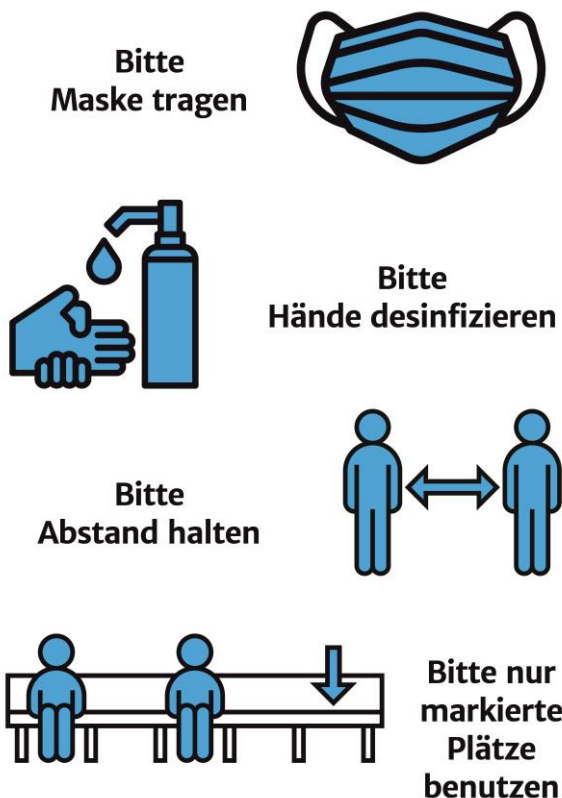 Bitte
Maske tragen
Bitte
Hände desinfizieren
Bitte
Abstand halten
Bitte nur
markierte
Plätze
benutzen